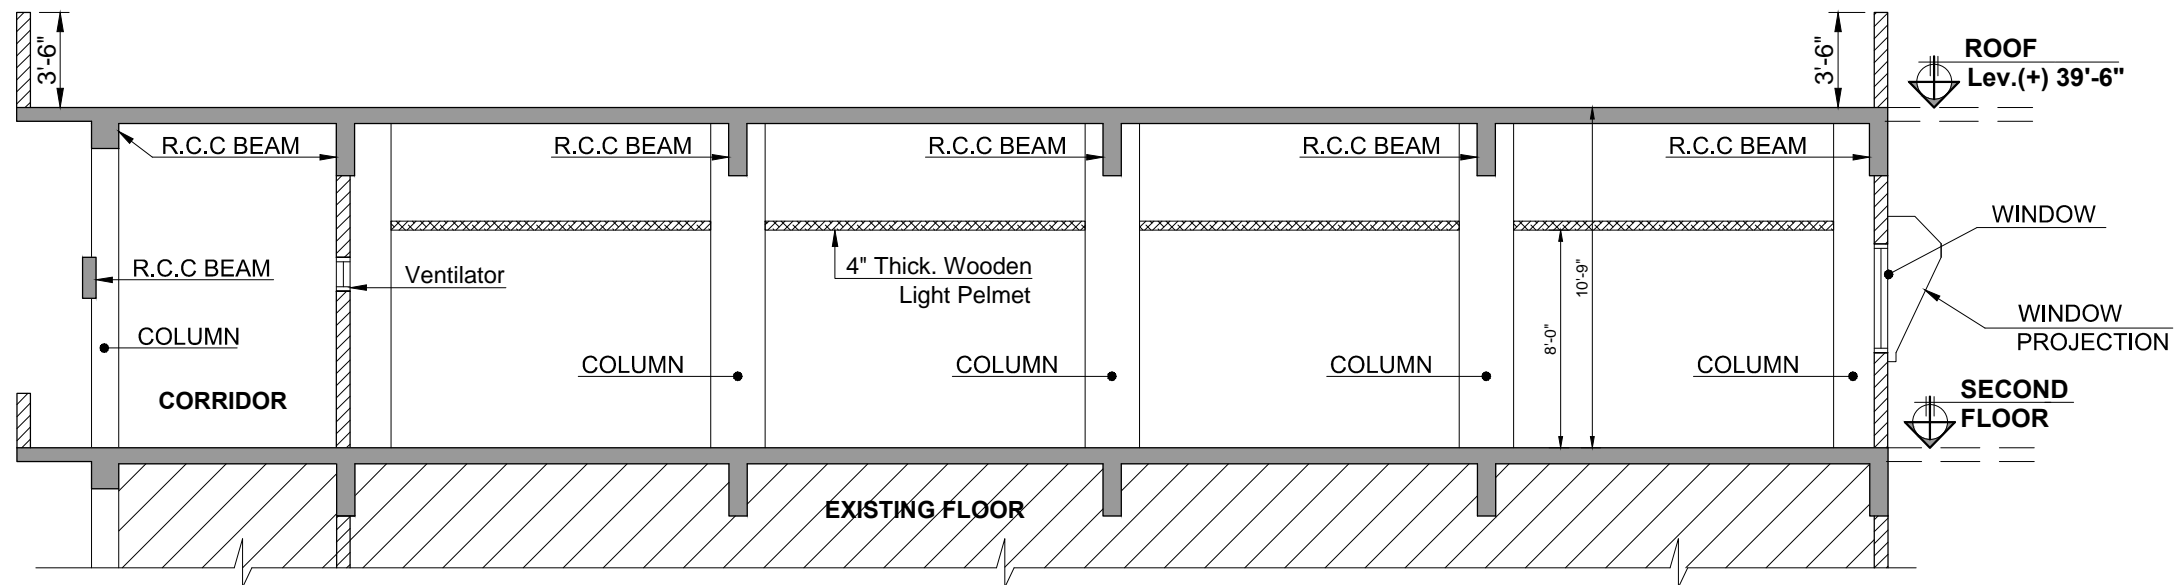 3'-6"
3'-6"
ROOF
Lev.(+) 39'-6"
R.C.C BEAM
R.C.C BEAM
R.C.C BEAM
R.C.C BEAM
R.C.C BEAM
WINDOW
R.C.C BEAM
Ventilator
4" Thick. Wooden
Light Pelmet
10'-9"
8'-0"
WINDOW
PROJECTION
COLUMN
COLUMN
COLUMN
COLUMN
COLUMN
CORRIDOR
SECOND
FLOOR
EXISTING FLOOR